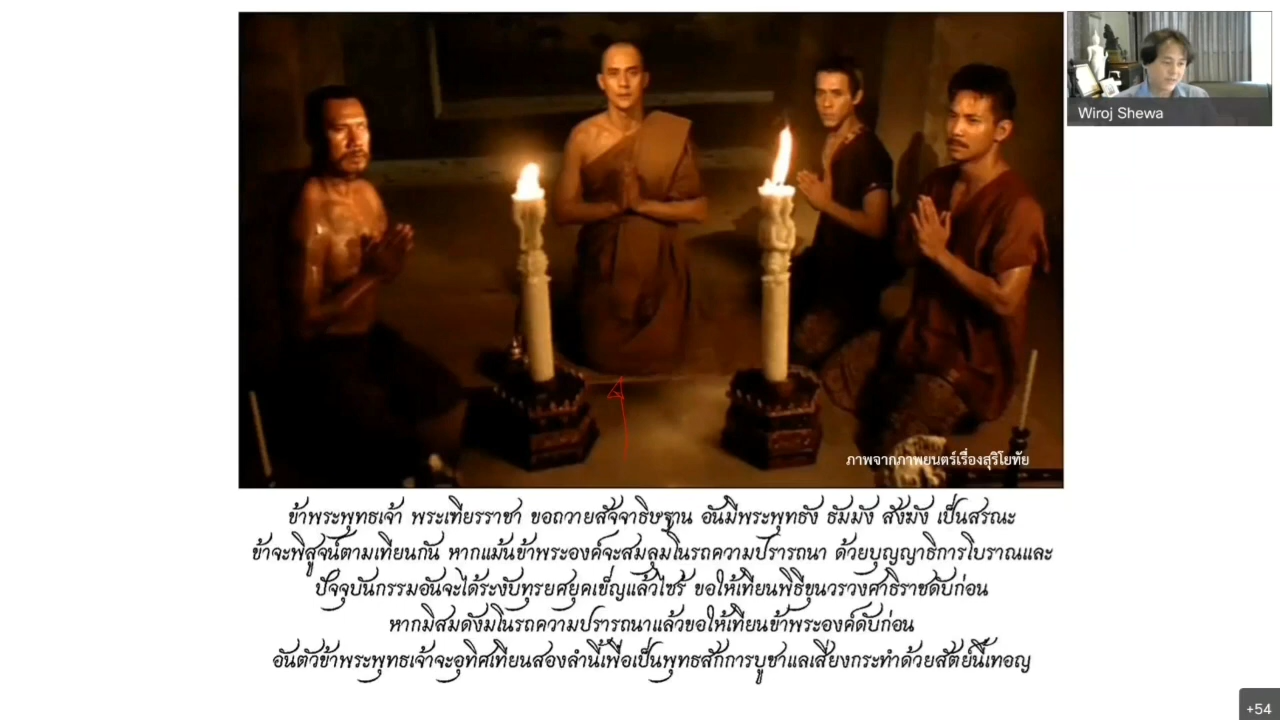 Wiroj Shewa
ภาพจากภาพยนตร์เรื่องสุริโยทัย
ข้าพระพุทธเจ้า พระเฑียรราชา ขอถวายสัจจาธิษฐาน อันมีพระพุทธัง ธัมมัง สังฆัง เป็นสรณะ
ข้าจะพิสูจน์ตามเทียนกัน หากแม้นข้าพระองค์จะสมลุมโนรถความปรารถนา ด้วยบุญญาธิการโบราณและ
ปัจจุบันกรรมอันจะได้ระงับทุรยศยุคเข็ญแล้วไซร้ ขอให้เทียนพิธีขุนวรวงศาธิราชดับก่อน
หากมิสมดังมโนรถความปรารถนาแล้วขอให้เทียนข้าพระองค์ดับก่อน
อันตัวข้าพระพุทธเจ้าจะอุทิศเทียนสองลำนี้เพื่อเป็นพุทธสักการบูชาแลเสี่ยงกระทำด้วยสัตย์นี้เทอญ
+54